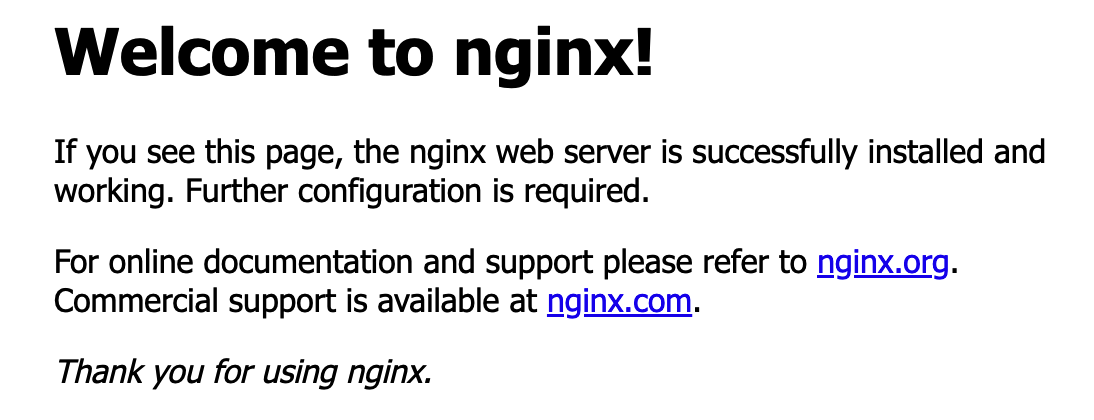 Welcome to nginx!
If you see this page, the nginx web server is successfully installed and
working. Further configuration is required.
For online documentation and support please refer to nginx.org.
Commercial support is available at nginx.com.
Thank you for using nginx.